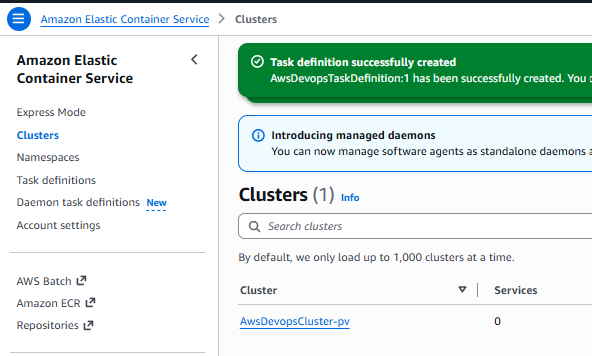 Amazon Elastic Container Service > Clusters
Amazon Elastic
Container Service
Express Mode
Clusters
Namespaces
Task definitions
Daemon task definitions New
Account settings
AWS Batch
Amazon ECR
Repositories
Task definition successfully created
AwsDevopsTaskDefinition:1 has been successfully created. You
Introducing managed daemons
You can now manage software agents as standalone daemons
Clusters (1) Info
Search clusters
By default, we only load up to 1,000 clusters at a time.
Cluster Services
AwsDevopsCluster-pv 0